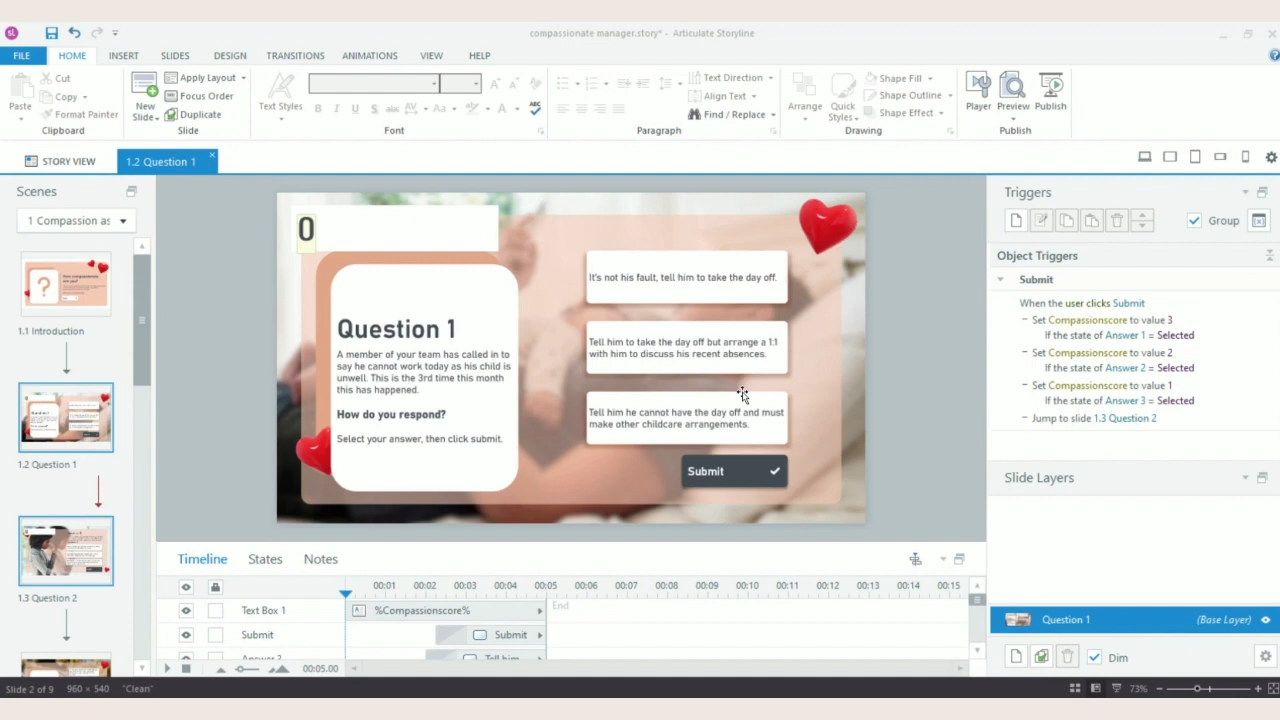 sl
compassionate manager.story* - Articulate Storyline
FILE
HOME
INSERT
SLIDES
DESIGN
TRANSITIONS
ANIMATIONS
VIEW
HELP
Paste
Cut
Copy
Format Painter
Clipboard
New
Slide
Apply Layout
Focus Order
Duplicate
Slide
Text Styles
B I U S abc AV Aa A
ABC
Font
Text Direction
Align Text
Find / Replace
Paragraph
Arrange
Quick
Styles
Shape Fill
Shape Outline
Shape Effect
Drawing
Player
Preview
Publish
Publish
STORY VIEW
1.2 Question 1
Scenes
1 Compassion as
1.1 Introduction
1.2 Question 1
1.3 Question 2
0
Question 1
A member of your team has called in to
say he cannot work today as his child is
unwell. This is the 3rd time this month
this has happened.
How do you respond?
Select your answer, then click submit.
It's not his fault, tell him to take the day off.
Tell him to take the day off but arrange a 1:1
with him to discuss his recent absences.
Tell him he cannot have the day off and must
make other childcare arrangements.
Submit
Triggers
Group
Object Triggers
Submit
When the user clicks Submit
Set Compassionscore to value 3
If the state of Answer 1 = Selected
Set Compassionscore to value 2
If the state of Answer 2 = Selected
Set Compassionscore to value 1
If the state of Answer 3 = Selected
Jump to slide 1.3 Question 2
Slide Layers
Question 1
(Base Layer)
Dim
Timeline
States
Notes
00:01 00:02 00:03 00:04 00:05 00:06 00:07 00:08 00:09 00:10 00:11 00:12 00:13 00:14 00:15
Text Box 1
%Compassionscore%
End
Submit
Submit
Tell him
00:05.00
Slide 2 of 9
960 × 540
"Clean"
73%